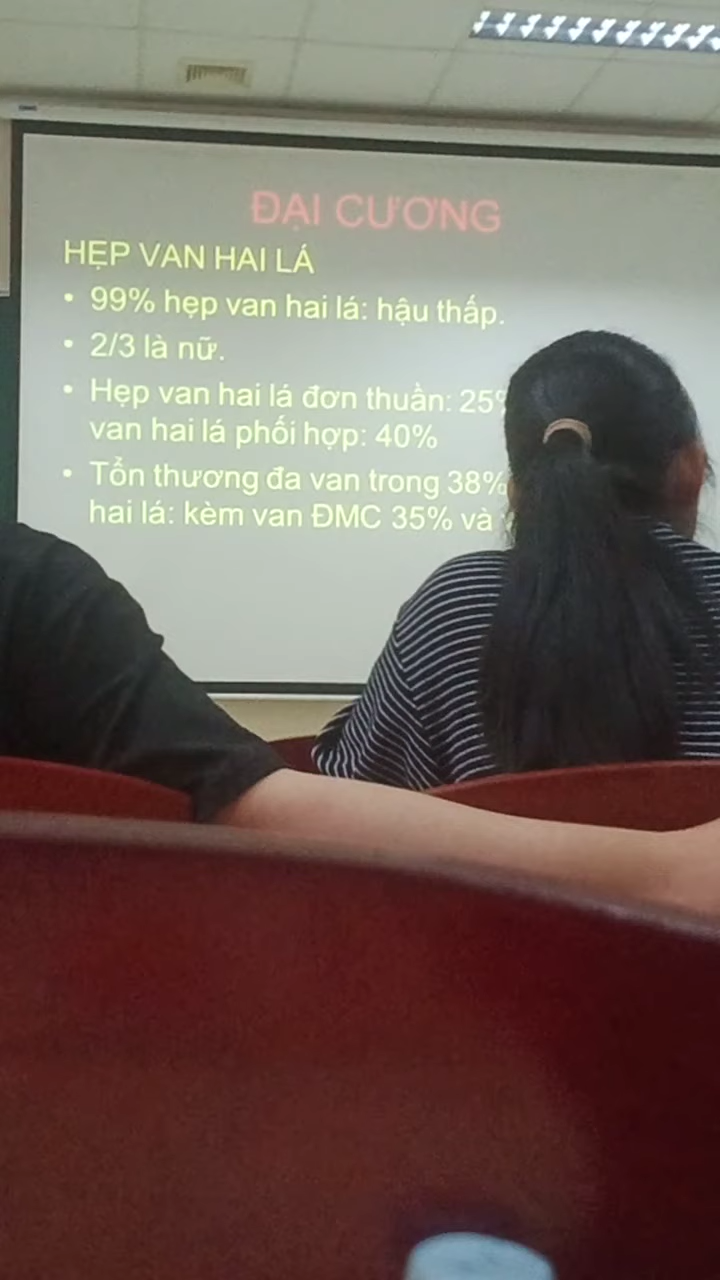 ĐẠI CƯƠNG
HẸP VAN HAI LÁ
• 99% hẹp van hai lá: hậu thấp.
• 2/3 là nữ.
• Hẹp van hai lá đơn thuần: 25%
van hai lá phối hợp: 40%
• Tổn thương đa van trong 38%
hai lá: kèm van ĐMC 35% và